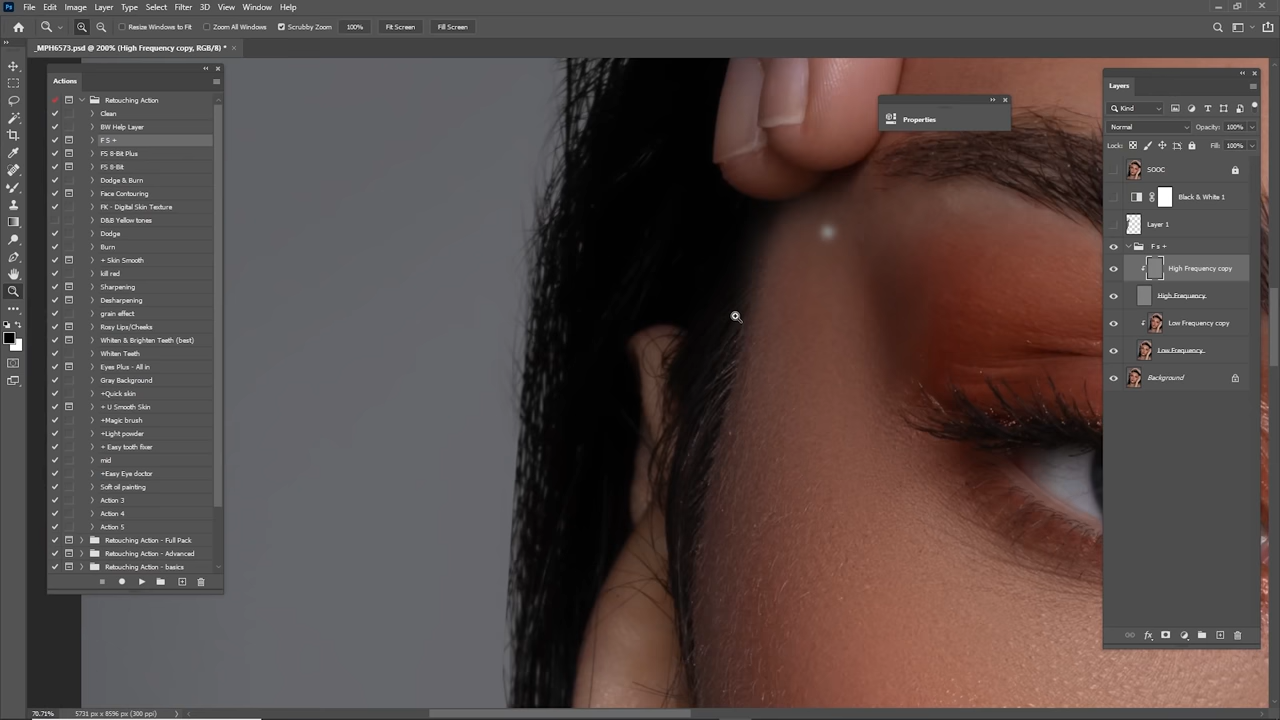 File Edit Image Layer Type Select Filter 3D View Window Help
Resize Windows to Fit Zoom All Windows Scrubby Zoom 100% Fit Screen Fill Screen
_MPH6573.psd @ 200% (High Frequency copy, RGB/8) *
Actions
Retouching Action
Clean
BW Help Layer
F S +
FS 8-Bit Plus
FS 8-Bit
Dodge & Burn
Face Contouring
FK - Digital Skin Texture
D&B Yellow tones
Dodge
Burn
+ Skin Smooth
kill red
Sharpening
Desharpening
grain effect
Rosy Lips/Cheeks
Whiten & Brighten Teeth (best)
Whiten Teeth
Eyes Plus - All in
Gray Background
+Quick skin
+ U Smooth Skin
+Magic brush
+Light powder
+ Easy tooth fixer
mid
+Easy Eye doctor
Soft oil painting
Action 3
Action 4
Action 5
Retouching Action - Full Pack
Retouching Action - Advanced
Retouching Action - basics
Properties
Layers
Kind
Normal Opacity: 100%
Lock: Fill: 100%
SOOC
Black & White 1
Layer 1
F s +
High Frequency copy
High Frequency
Low Frequency copy
Low Frequency
Background
70.71% 5731 px x 8596 px (300 ppi)